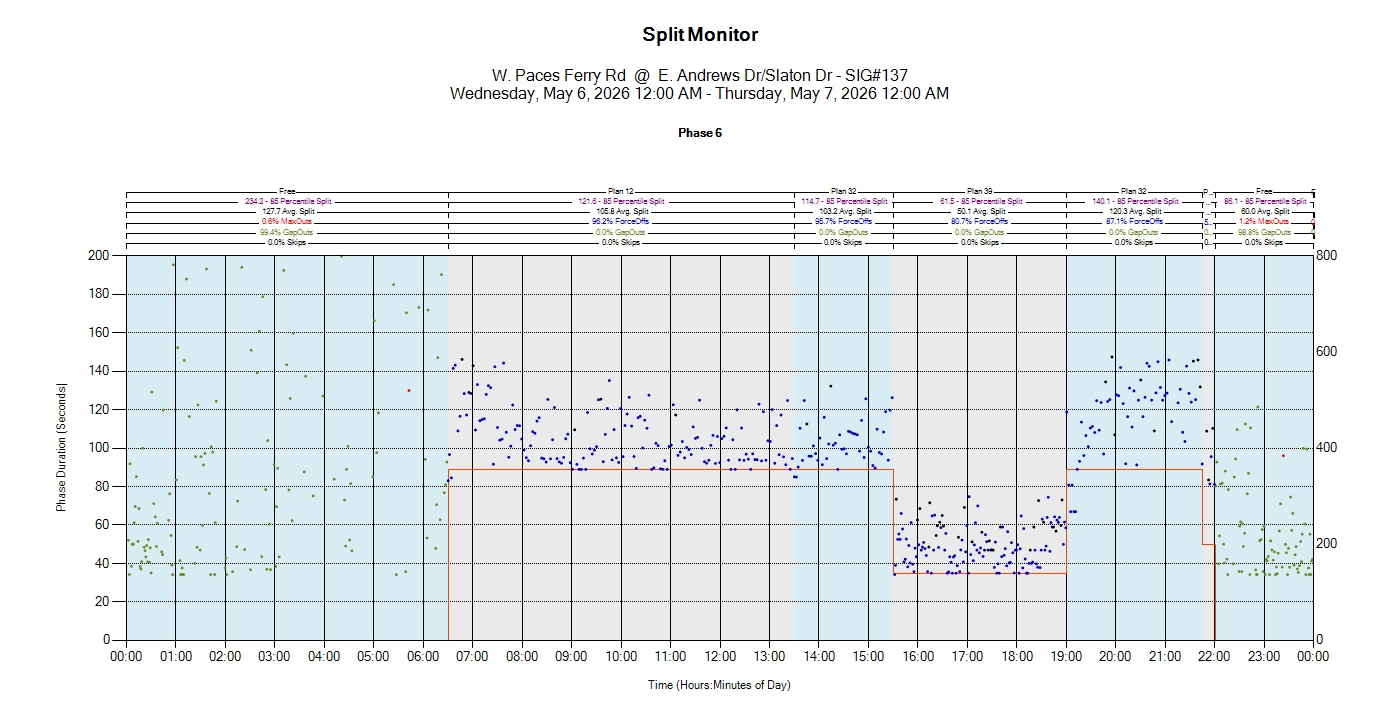 Split Monitor
W. Paces Ferry Rd @ E. Andrews Dr/Slaton Dr - SIG#137
Wednesday, May 6, 2026 12:00 AM - Thursday, May 7, 2026 12:00 AM
Phase 6
Free Plan 12 Plan 32 Plan 39 Plan 32 P... Free F
234.2 - 85 Percentile Split 121.6 - 85 Percentile Split 114.7 - 85 Percentile Split 61.5 - 85 Percentile Split 140.1 - 85 Percentile Split ... 86.1 - 85 Percentile Split
127.7 Avg. Split 105.8 Avg. Split 103.2 Avg. Split 50.1 Avg. Split 120.3 Avg. Split 60.0 Avg. Split
0.6% MaxOuts 96.2% ForceOffs 95.7% ForceOffs 80.7% ForceOffs 87.1% ForceOffs 5... 1.2% MaxOuts
99.4% GapOuts 0.0% GapOuts 0.0% GapOuts 0.0% GapOuts 0.0% GapOuts 0... 98.8% GapOuts
0.0% Skips 0.0% Skips 0.0% Skips 0.0% Skips 0.0% Skips 0... 0.0% Skips
200 800
180
160
600
140
120
100 400
80
60
200
40
20
0 0
Phase Duration (Seconds)
00:00 01:00 02:00 03:00 04:00 05:00 06:00 07:00 08:00 09:00 10:00 11:00 12:00 13:00 14:00 15:00 16:00 17:00 18:00 19:00 20:00 21:00 22:00 23:00 00:00
Time (Hours:Minutes of Day)